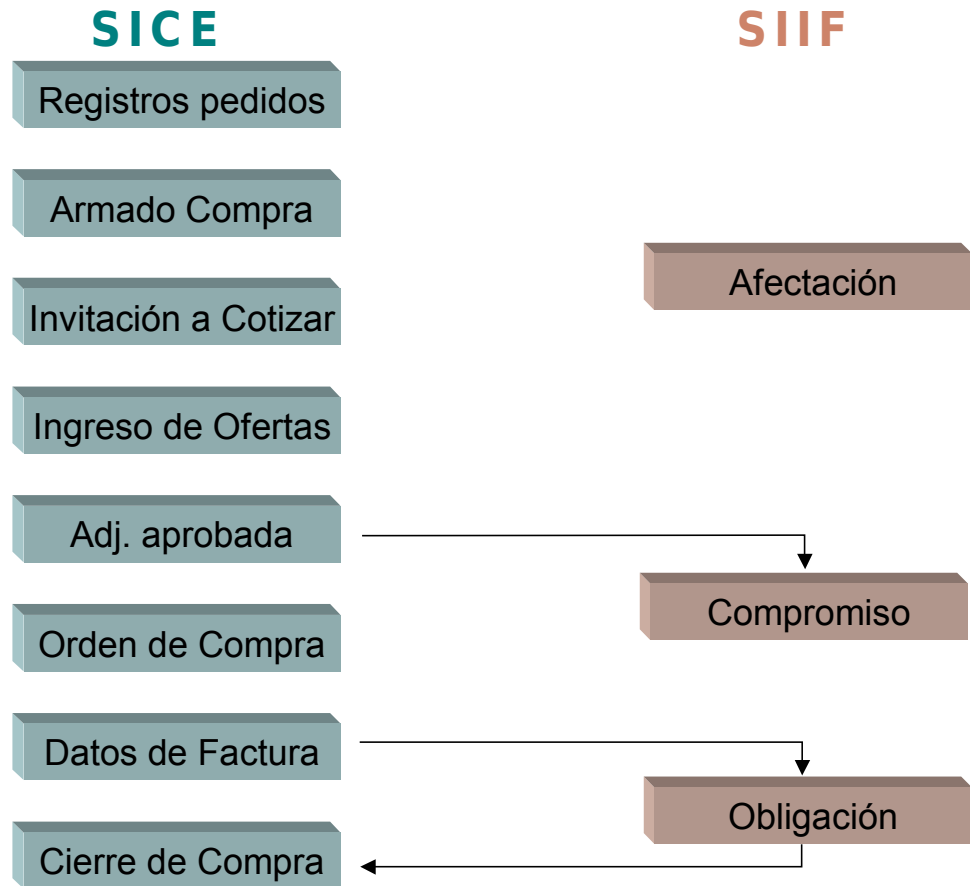 SICE
SIIF
Registros pedidos
Armado Compra
Afectación
Invitación a Cotizar
Ingreso de Ofertas
Adj. aprobada
Compromiso
Orden de Compra
Datos de Factura
Obligación
Cierre de Compra